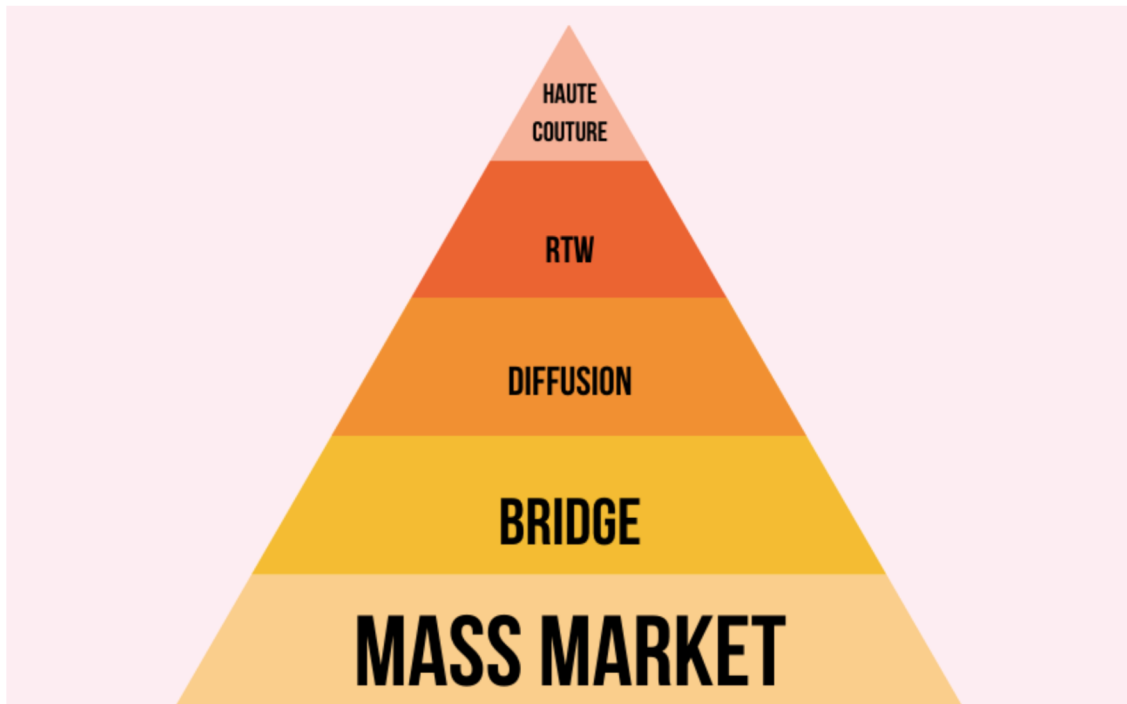 HAUTE
COUTURE
RTW
DIFFUSION
BRIDGE
MASS MARKET